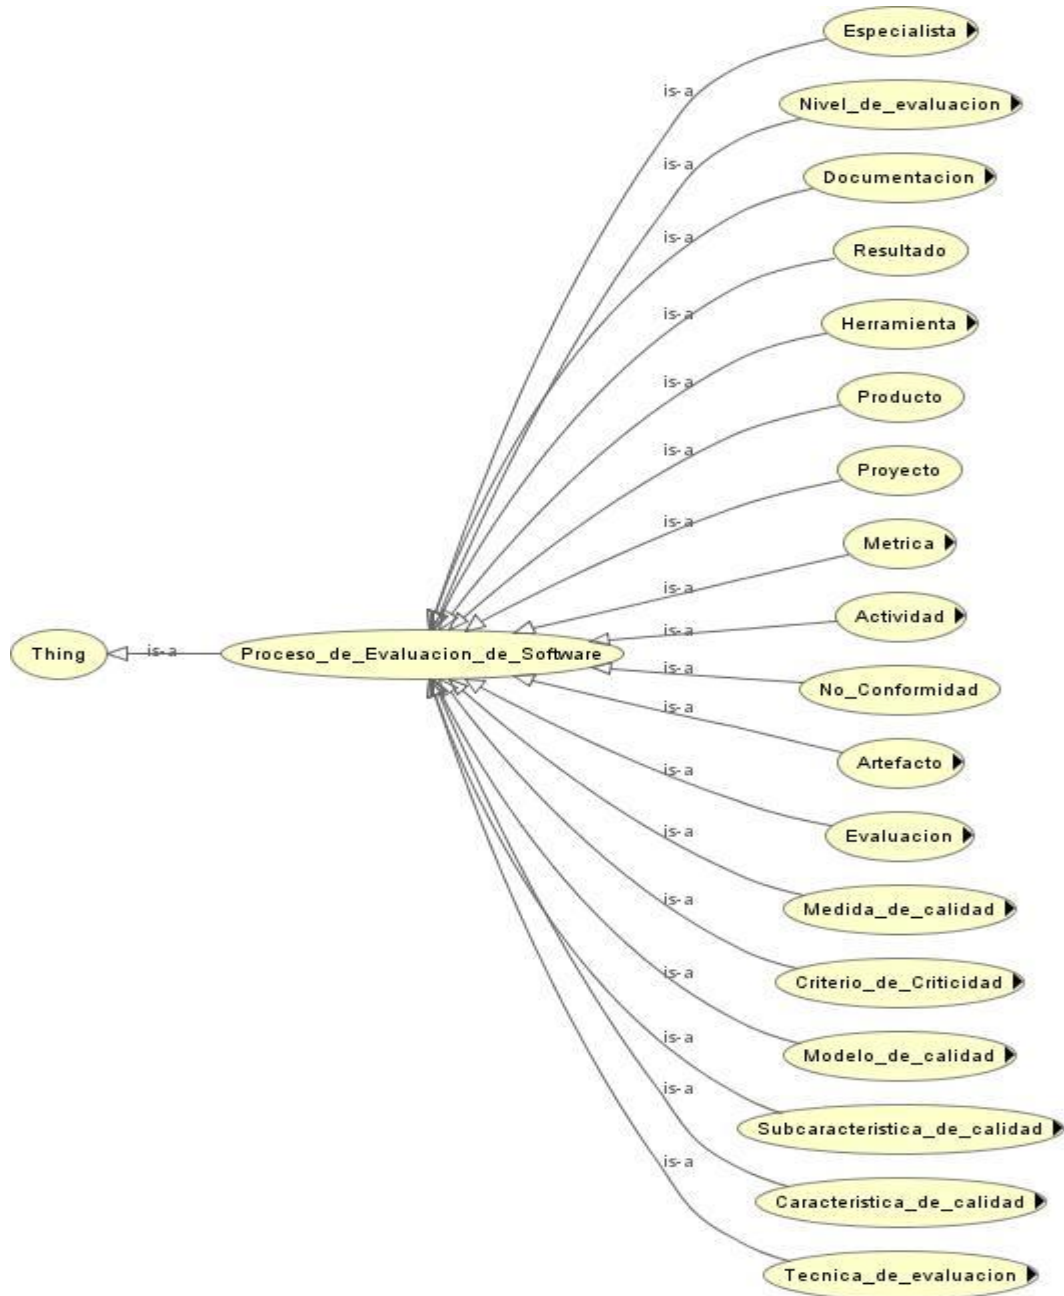 Especialista
is-a
Nivel_de_evaluacion
is-a
Documentacion
is-a
Resultado
is-a
Herramienta
is-a
Producto
is-a
Proyecto
is-a
Metrica
is-a
Actividad
is-a
Thing
is-a
Proceso_de_Evaluacion_de_Software
is-a
No_Conformidad
is-a
Artefacto
is-a
Evaluacion
is-a
Medida_de_calidad
is-a
Criterio_de_Criticidad
is-a
Modelo_de_calidad
is-a
Subcaracteristica_de_calidad
is-a
Caracteristica_de_calidad
is-a
Tecnica_de_evaluacion
is-a